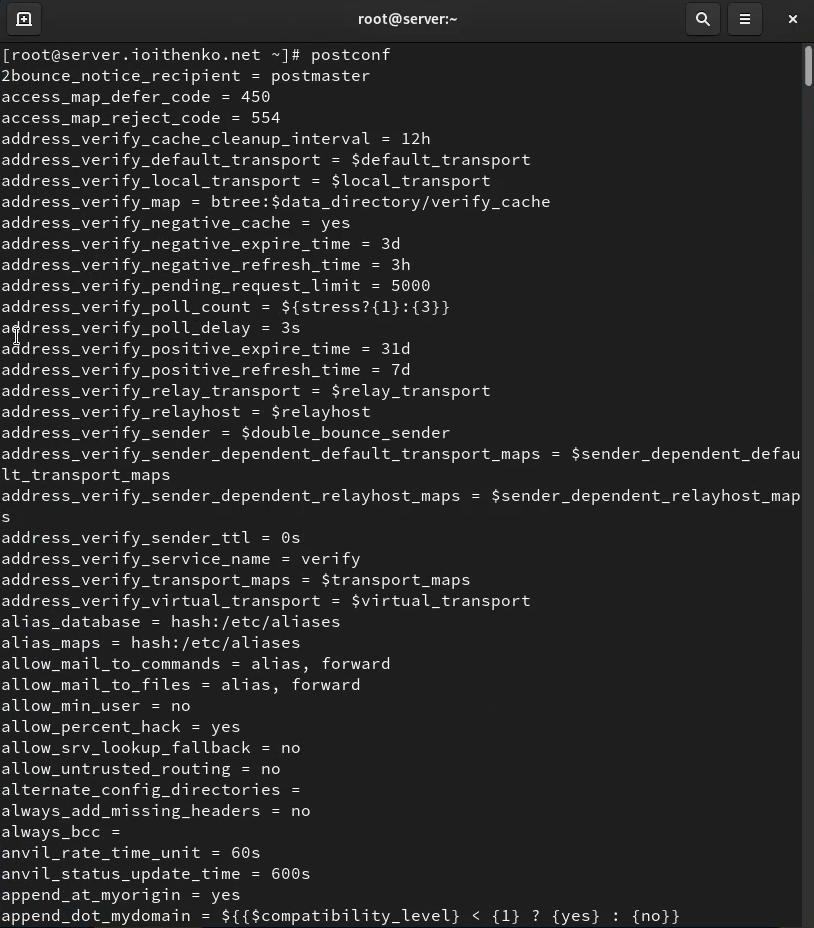 root@server:~
[root@server.ioithenko.net ~]# postconf
2bounce_notice_recipient = postmaster
access_map_defer_code = 450
access_map_reject_code = 554
address_verify_cache_cleanup_interval = 12h
address_verify_default_transport = $default_transport
address_verify_local_transport = $local_transport
address_verify_map = btree:$data_directory/verify_cache
address_verify_negative_cache = yes
address_verify_negative_expire_time = 3d
address_verify_negative_refresh_time = 3h
address_verify_pending_request_limit = 5000
address_verify_poll_count = ${stress?{1}:{3}}
address_verify_poll_delay = 3s
address_verify_positive_expire_time = 31d
address_verify_positive_refresh_time = 7d
address_verify_relay_transport = $relay_transport
address_verify_relayhost = $relayhost
address_verify_sender = $double_bounce_sender
address_verify_sender_dependent_default_transport_maps = $sender_dependent_defau
lt_transport_maps
address_verify_sender_dependent_relayhost_maps = $sender_dependent_relayhost_map
s
address_verify_sender_ttl = 0s
address_verify_service_name = verify
address_verify_transport_maps = $transport_maps
address_verify_virtual_transport = $virtual_transport
alias_database = hash:/etc/aliases
alias_maps = hash:/etc/aliases
allow_mail_to_commands = alias, forward
allow_mail_to_files = alias, forward
allow_min_user = no
allow_percent_hack = yes
allow_srv_lookup_fallback = no
allow_untrusted_routing = no
alternate_config_directories =
always_add_missing_headers = no
always_bcc =
anvil_rate_time_unit = 60s
anvil_status_update_time = 600s
append_at_myorigin = yes
append_dot_mydomain = ${{$compatibility_level} < {1} ? {yes} : {no}}